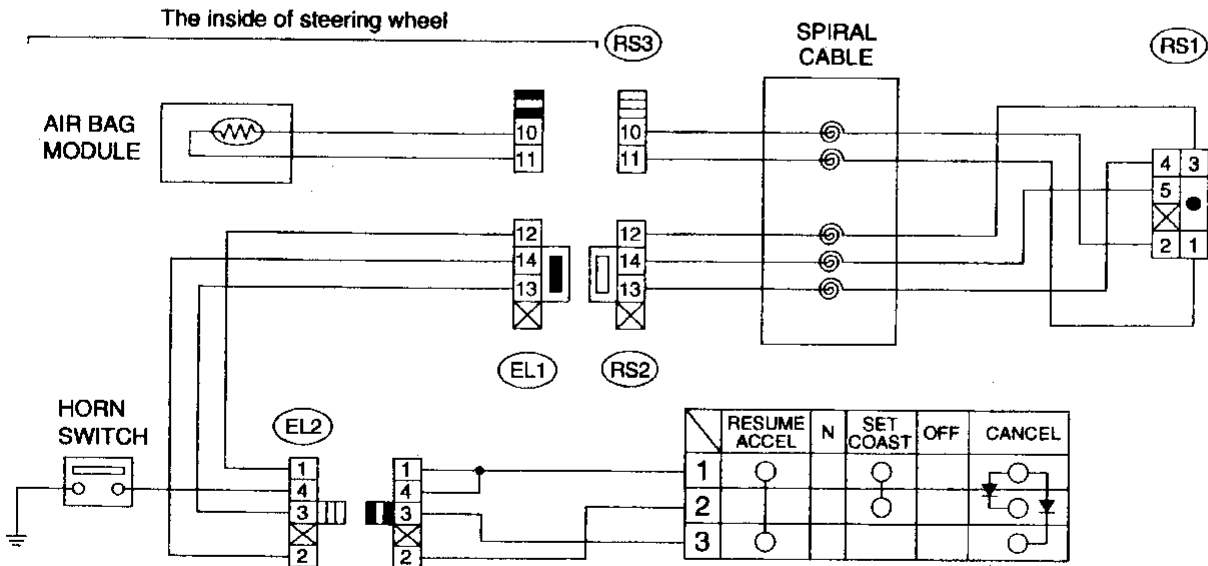 The inside of steering wheel
RS3
SPIRAL
CABLE
RS1
AIR BAG
MODULE
10
11
10
11
4 3
5
2 1
12
14
13
12
14
13
EL1
RS2
HORN
SWITCH
EL2
1
4
3
2
1
4
3
2
RESUME
ACCEL
N
SET
COAST
OFF
CANCEL
1
2
3